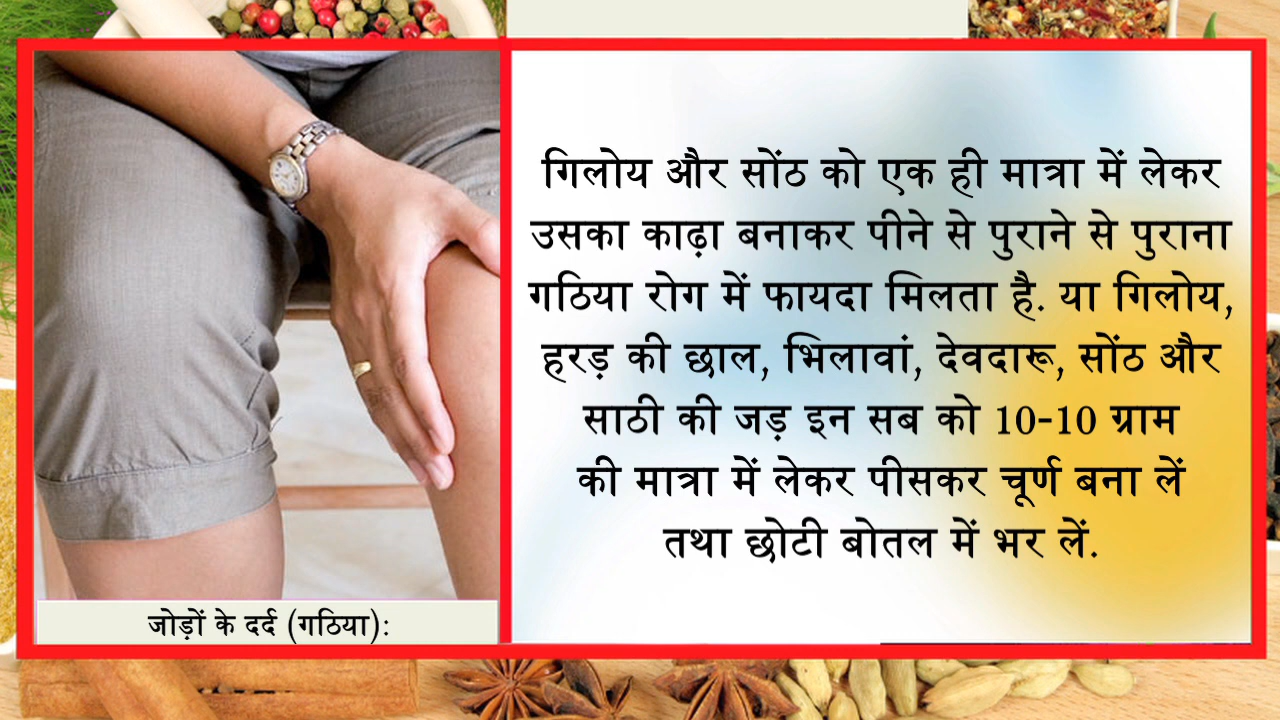 गिलोय और सोंठ को एक ही मात्रा में लेकर
उसका काढ़ा बनाकर पीने से पुराने से पुराना
गठिया रोग में फायदा मिलता है. या गिलोय,
हरड़ की छाल, भिलावां, देवदारू, सोंठ और
साठी की जड़ इन सब को 10-10 ग्राम
की मात्रा में लेकर पीसकर चूर्ण बना लें
तथा छोटी बोतल में भर लें.
जोड़ों के दर्द (गठिया):